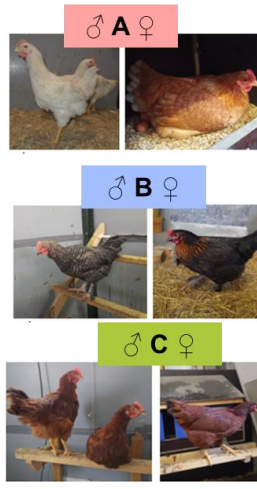 ♂ A ♀
♂ B ♀
♂ C ♀